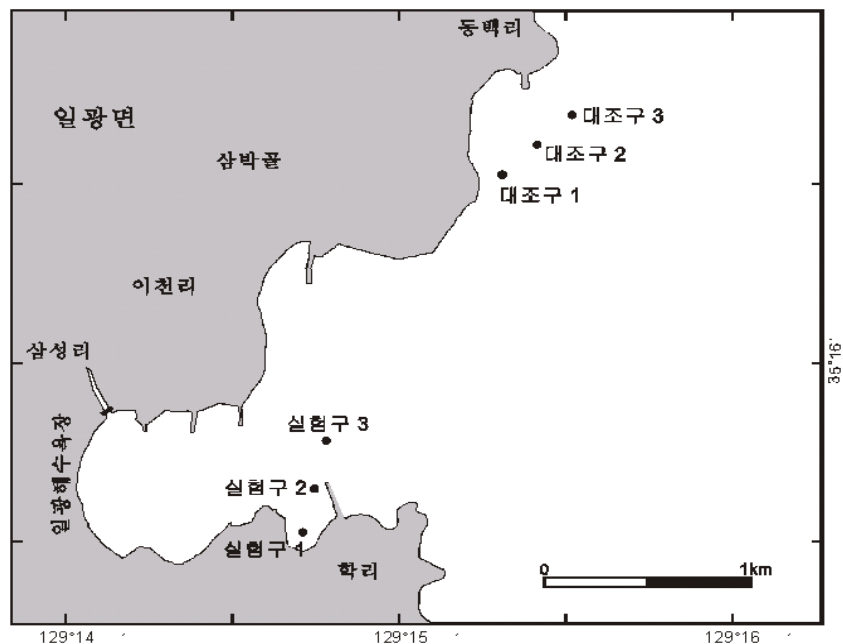 동백리
일광면
대조구 3
대조구 2
삼박골
대조구 1
이천리
삼성리
35°16´
실험구 3
일광해수욕장
실험구 2
실험구 1
학리
0 1km
129°14´ 129°15´ 129°16´